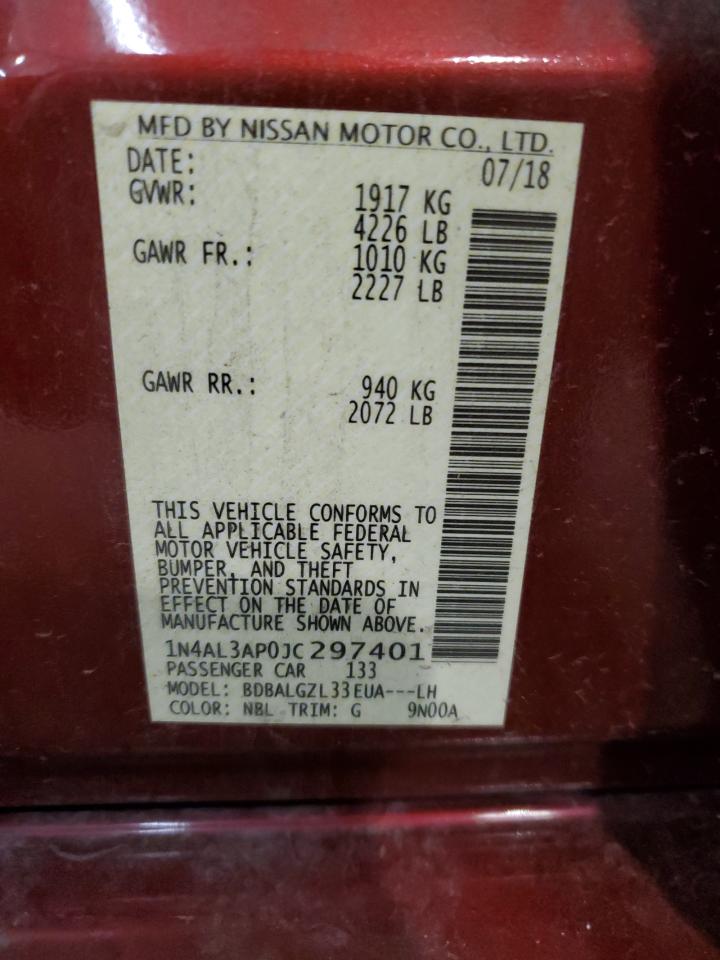 MFD BY NISSAN MOTOR CO., LTD.
DATE: 07/18
GVWR: 1917 KG
4226 LB
GAWR FR.: 1010 KG
2227 LB
GAWR RR.: 940 KG
2072 LB
THIS VEHICLE CONFORMS TO
ALL APPLICABLE FEDERAL
MOTOR VEHICLE SAFETY,
BUMPER, AND THEFT
PREVENTION STANDARDS IN
EFFECT ON THE DATE OF
MANUFACTURE SHOWN ABOVE.
1N4AL3AP0JC297401
PASSENGER CAR 133
MODEL: BDBALGZL33EUA---LH
COLOR: NBL TRIM: G 9N00A